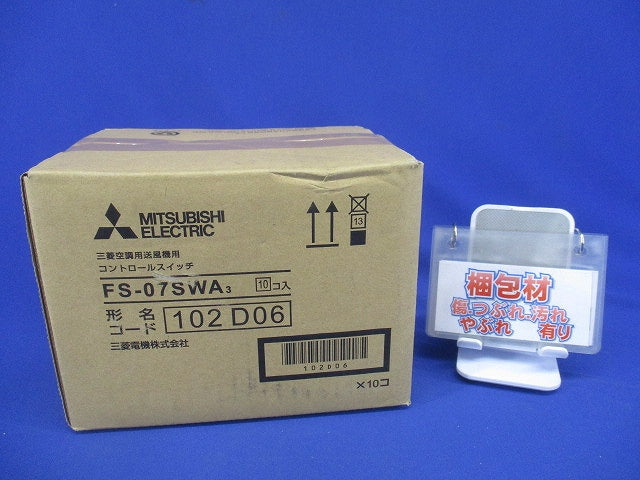 MITSUBISHI
ELECTRIC
三菱空調用送風機用
コントロールスイッチ
FS-07SWA3 10コ入
形名コード 102D06
三菱電機株式会社
102D06
×10コ
13
梱包材
傷・つぶれ・汚れ
やぶれ 有り